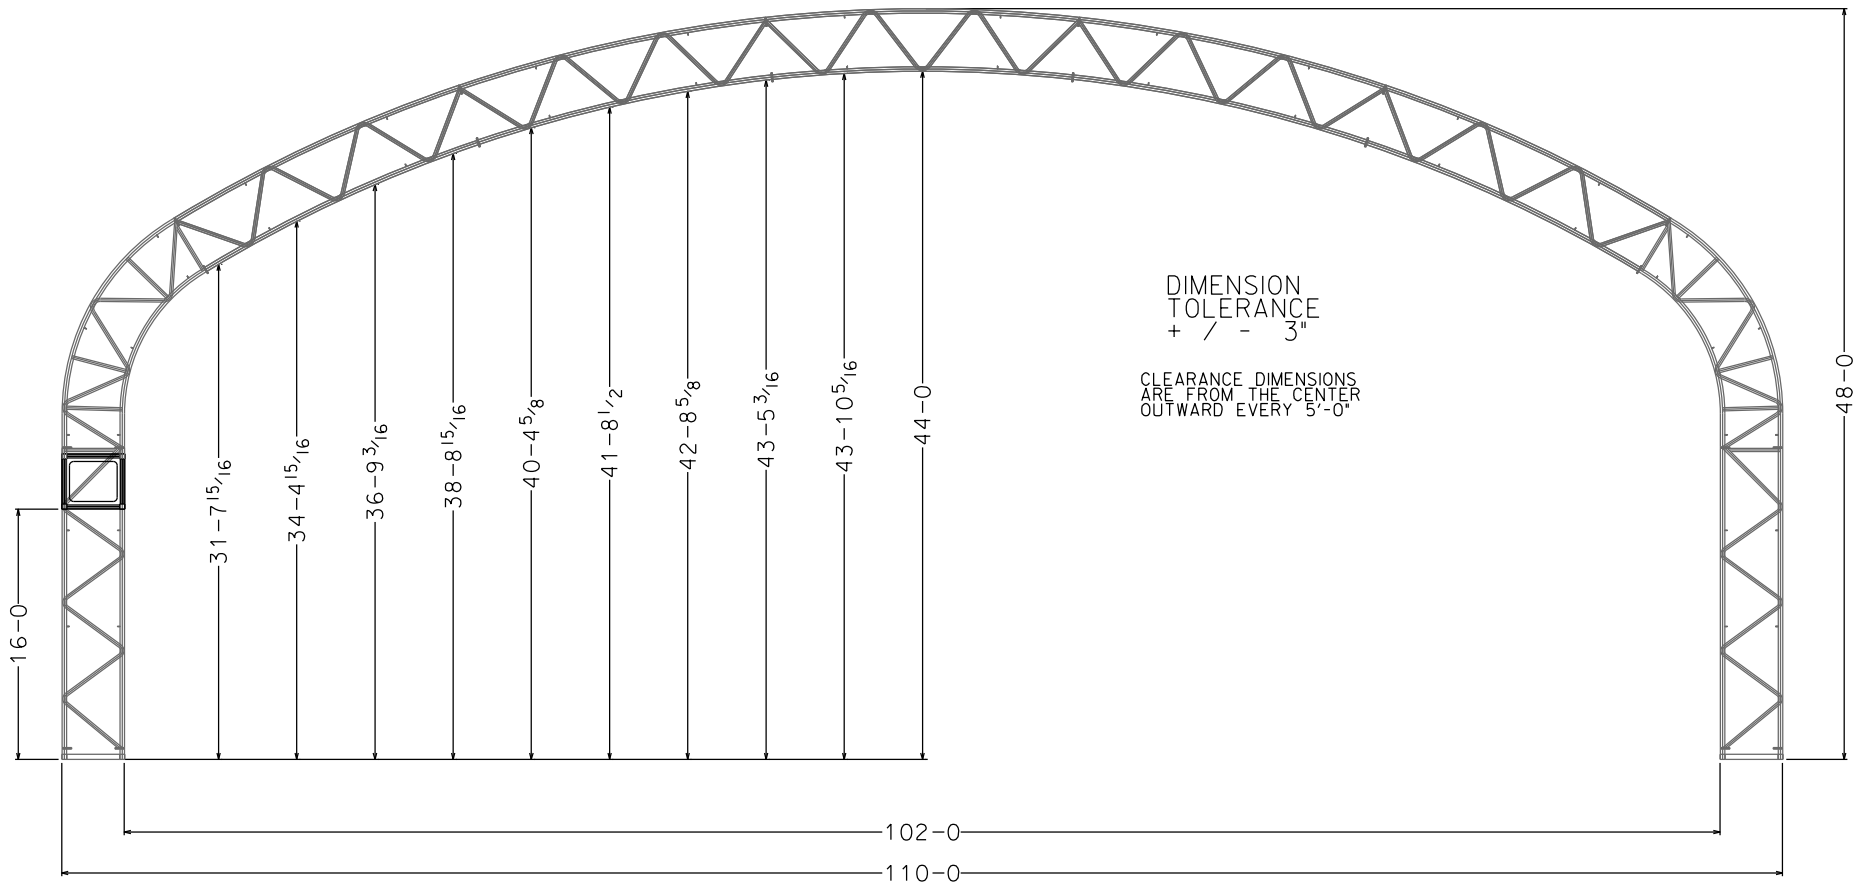 48-0
DIMENSION
TOLERANCE
+ / - 3"
CLEARANCE DIMENSIONS
ARE FROM THE CENTER
OUTWARD EVERY 5'-0"
16-0
31-7 15/16
34-4 15/16
36-9 3/16
38-8 15/16
40-4 5/8
41-8 1/2
42-8 5/8
43-5 3/16
43-10 5/16
44-0
102-0
110-0